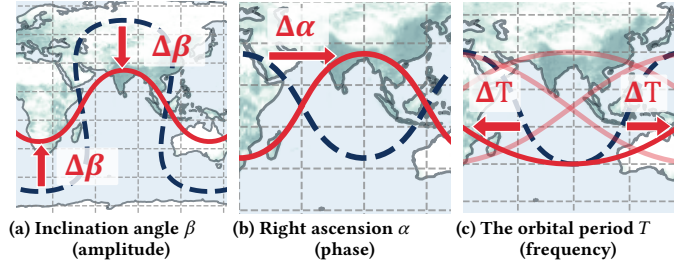 Δβ
Δβ
Δα
ΔT
ΔT
(a) Inclination angle β
(amplitude)
(b) Right ascension α
(phase)
(c) The orbital period T
(frequency)